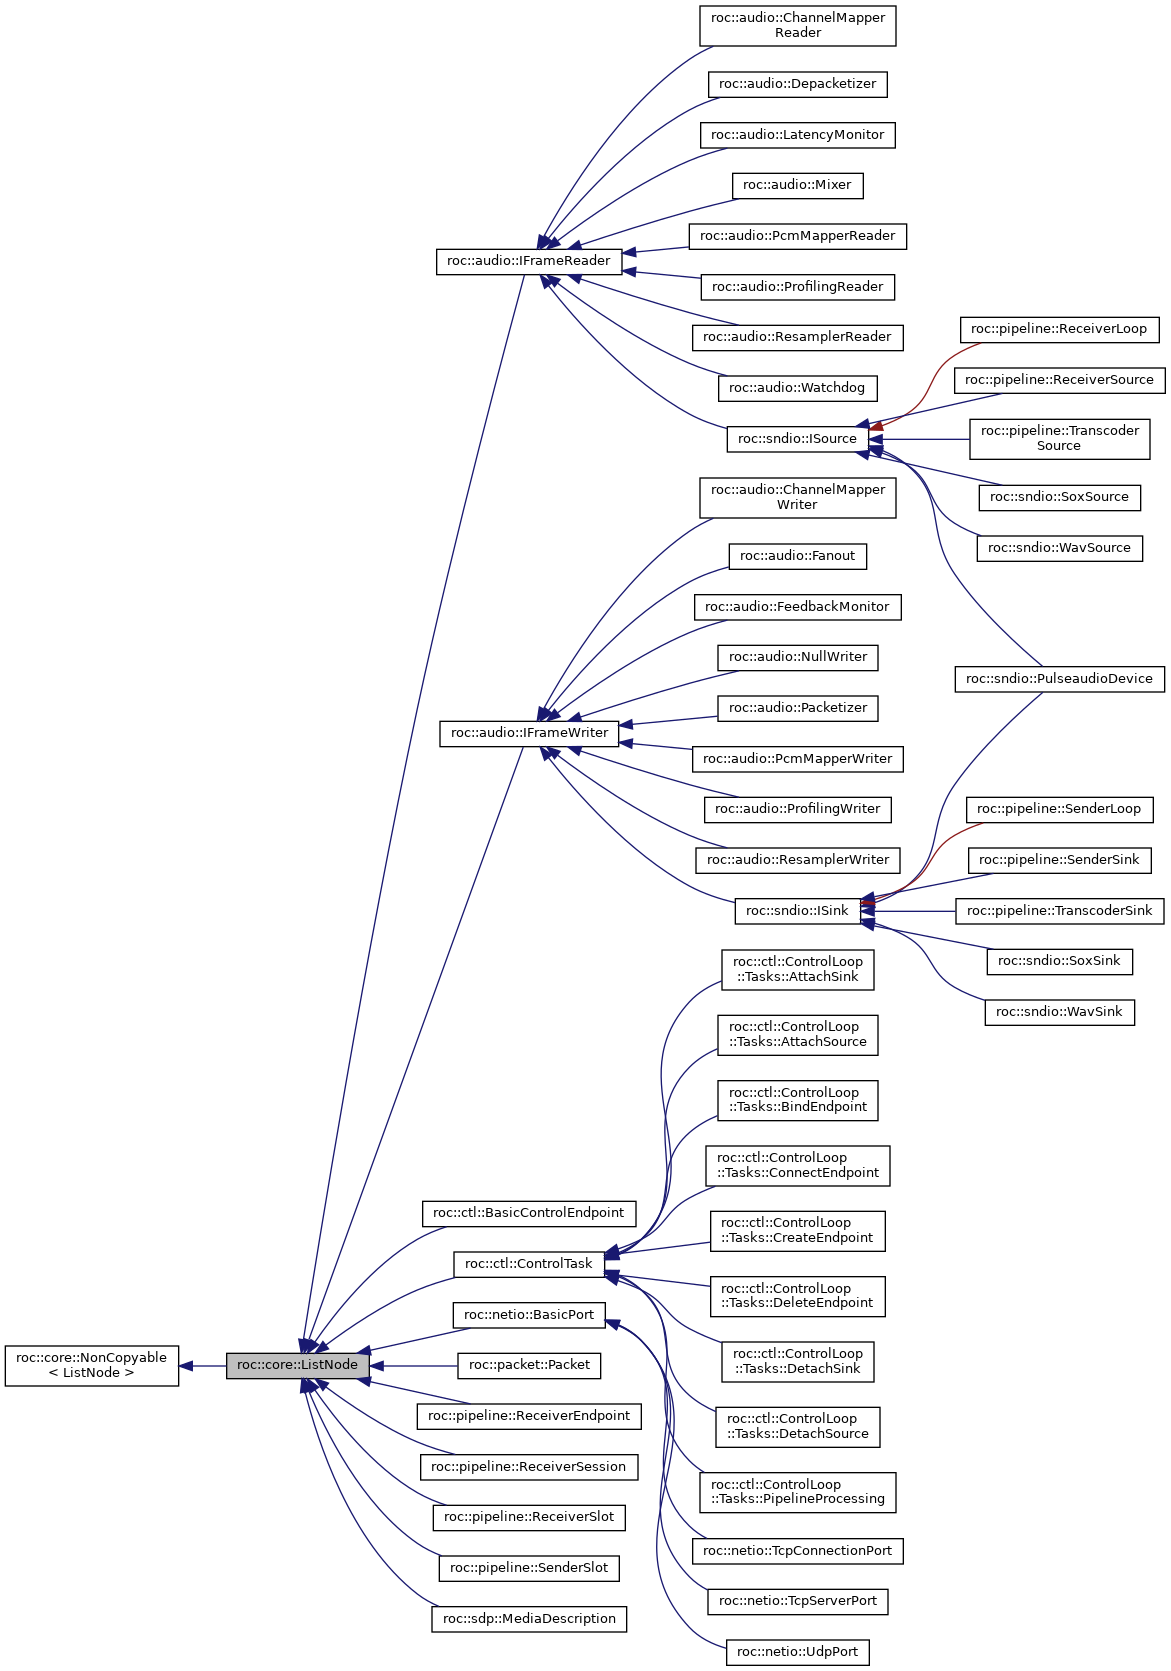 roc::audio::ChannelMapper
Reader
roc::audio::Depacketizer
roc::audio::LatencyMonitor
roc::audio::Mixer
roc::audio::PcmMapperReader
roc::audio::IFrameReader
roc::audio::ProfilingReader
roc::audio::ResamplerReader
roc::pipeline::ReceiverLoop
roc::audio::Watchdog
roc::pipeline::ReceiverSource
roc::sndio::ISource
roc::pipeline::Transcoder
Source
roc::audio::ChannelMapper
Writer
roc::sndio::SoxSource
roc::sndio::WavSource
roc::audio::Fanout
roc::audio::FeedbackMonitor
roc::audio::NullWriter
roc::sndio::PulseaudioDevice
roc::audio::Packetizer
roc::audio::IFrameWriter
roc::audio::PcmMapperWriter
roc::audio::ProfilingWriter
roc::pipeline::SenderLoop
roc::audio::ResamplerWriter
roc::pipeline::SenderSink
roc::sndio::ISink
roc::pipeline::TranscoderSink
roc::sndio::SoxSink
roc::ctl::ControlLoop
::Tasks::AttachSink
roc::sndio::WavSink
roc::ctl::ControlLoop
::Tasks::AttachSource
roc::ctl::ControlLoop
::Tasks::BindEndpoint
roc::ctl::ControlLoop
::Tasks::ConnectEndpoint
roc::ctl::BasicControlEndpoint
roc::ctl::ControlLoop
::Tasks::CreateEndpoint
roc::ctl::ControlTask
roc::ctl::ControlLoop
::Tasks::DeleteEndpoint
roc::netio::BasicPort
roc::core::NonCopyable
< ListNode >
roc::core::ListNode
roc::packet::Packet
roc::ctl::ControlLoop
::Tasks::DetachSink
roc::pipeline::ReceiverEndpoint
roc::ctl::ControlLoop
::Tasks::DetachSource
roc::pipeline::ReceiverSession
roc::ctl::ControlLoop
::Tasks::PipelineProcessing
roc::pipeline::ReceiverSlot
roc::netio::TcpConnectionPort
roc::pipeline::SenderSlot
roc::netio::TcpServerPort
roc::sdp::MediaDescription
roc::netio::UdpPort